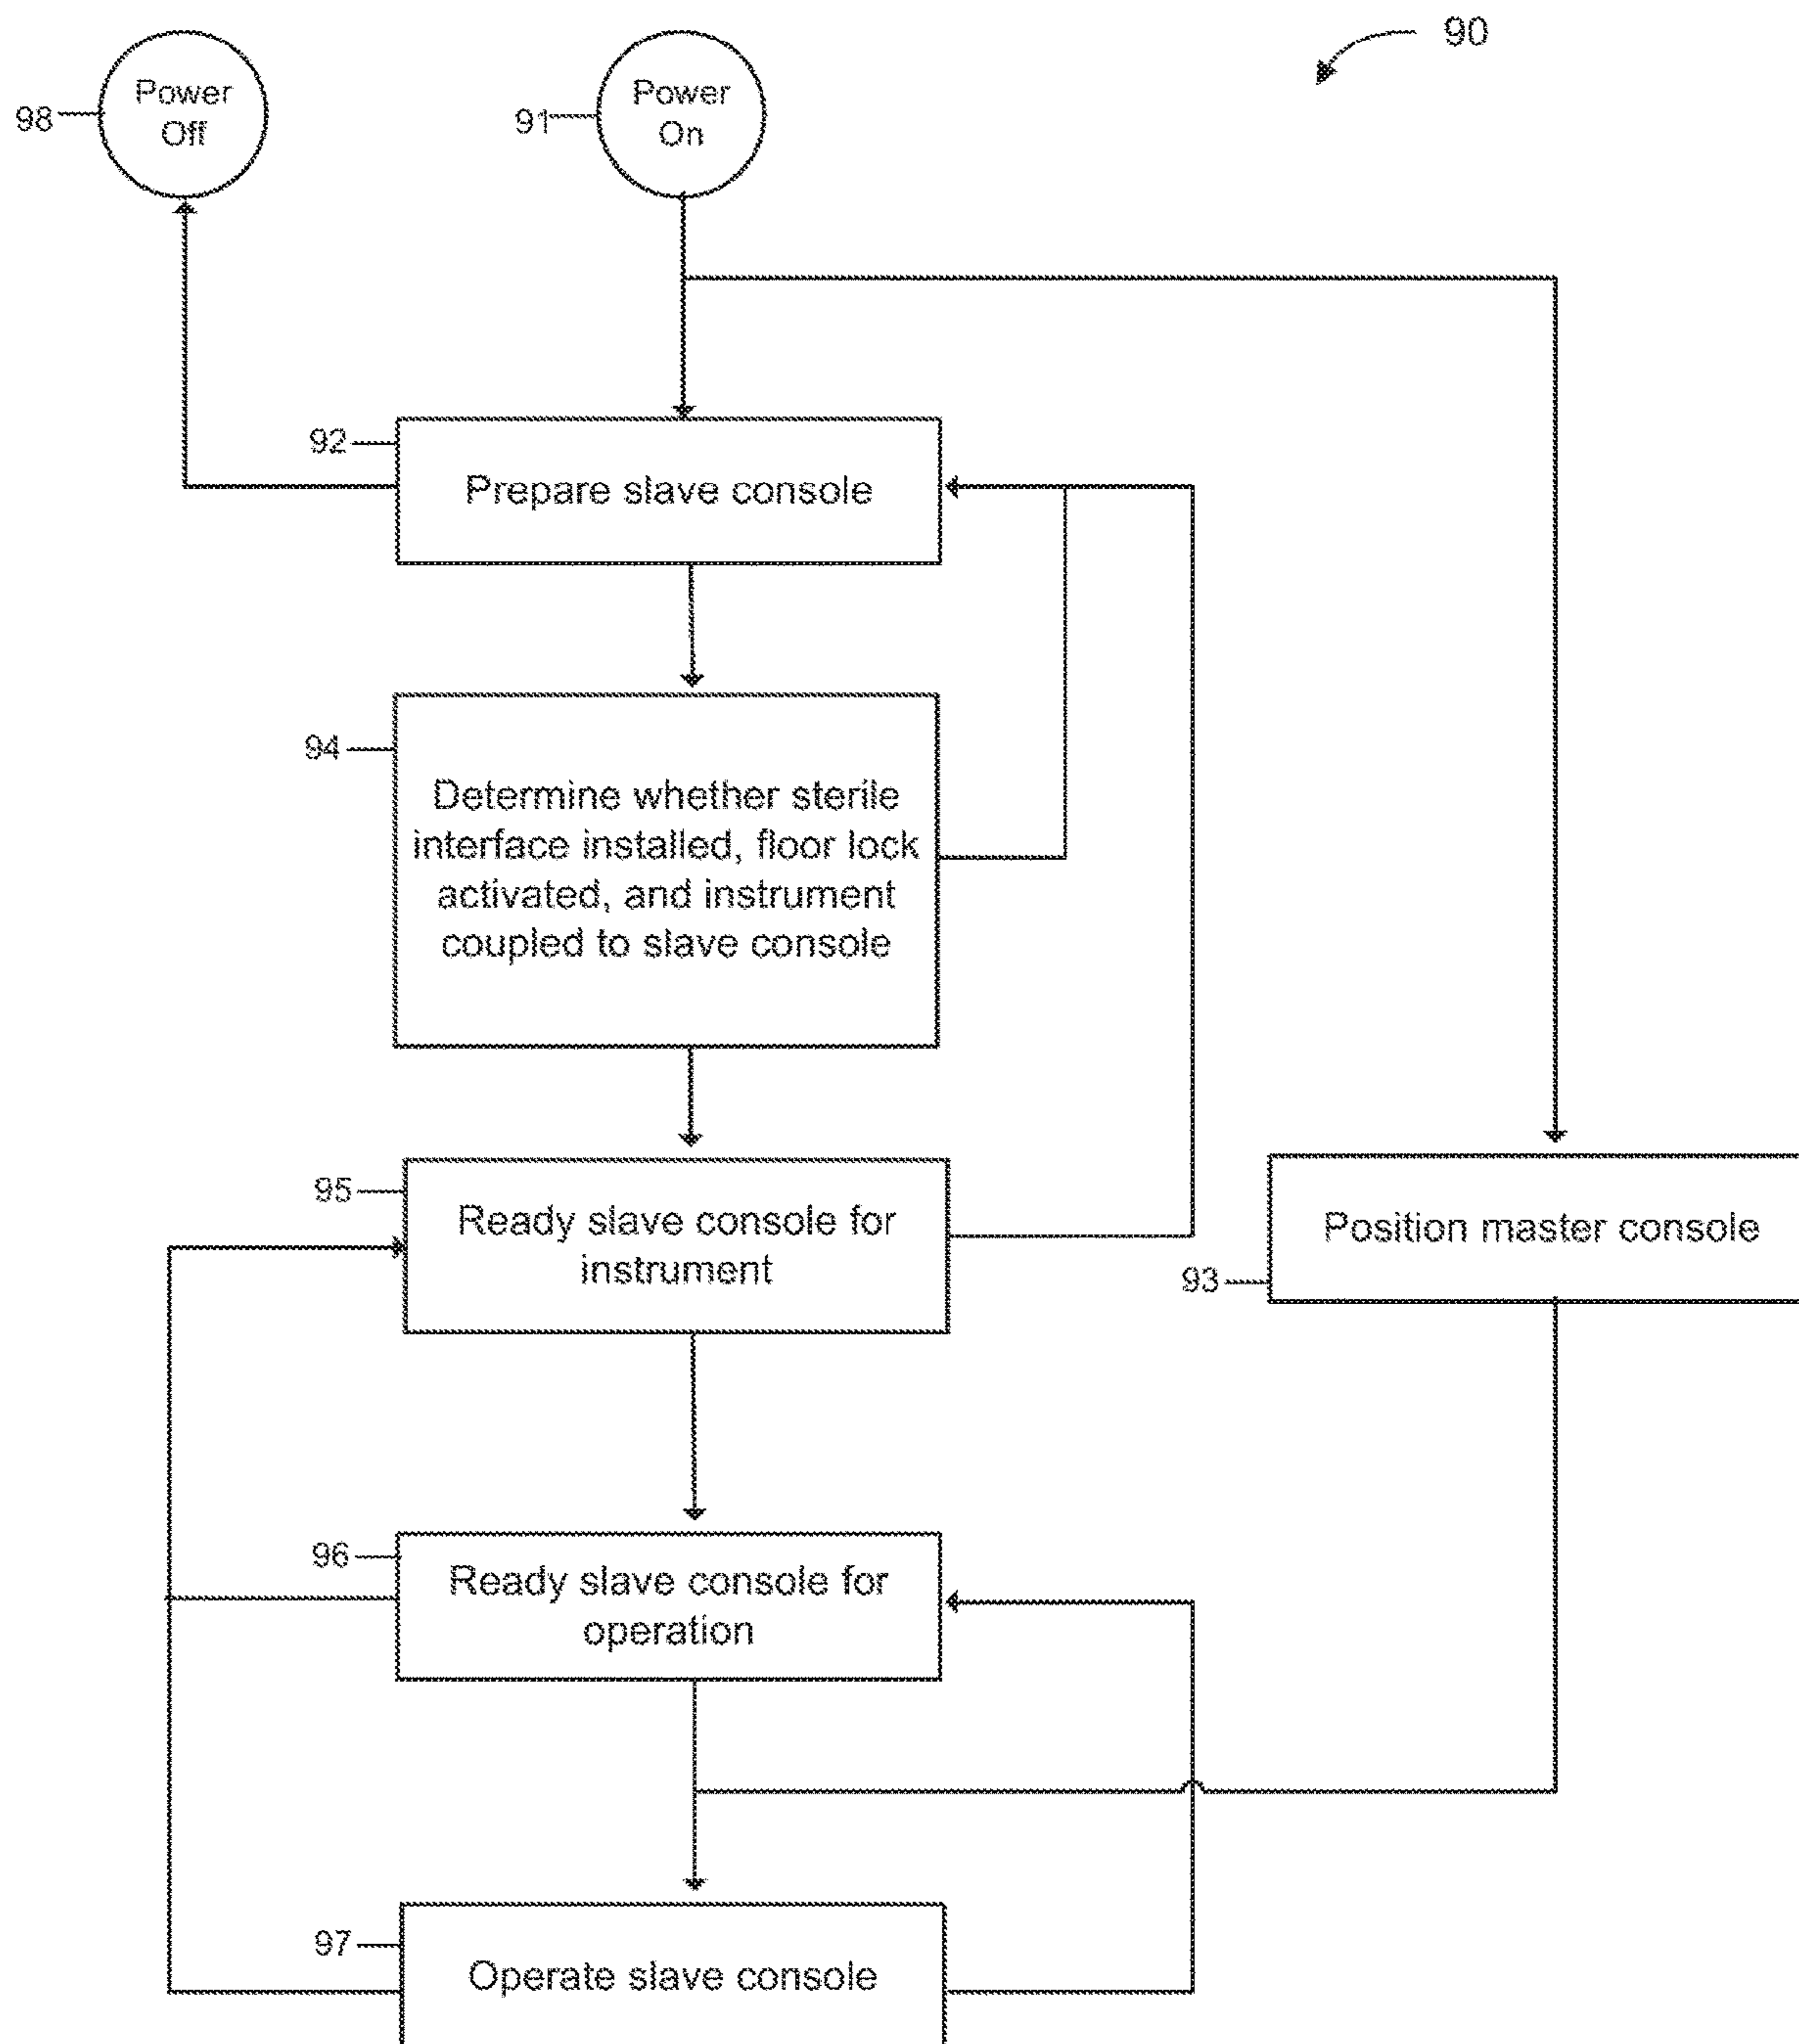 90
Power
Off
98
Power
On
91
92
Prepare slave console
94
Determine whether sterile
interface installed, floor lock
activated, and instrument
coupled to slave console
95
Ready slave console for
instrument
Position master console
93
96
Ready slave console for
operation
97
Operate slave console